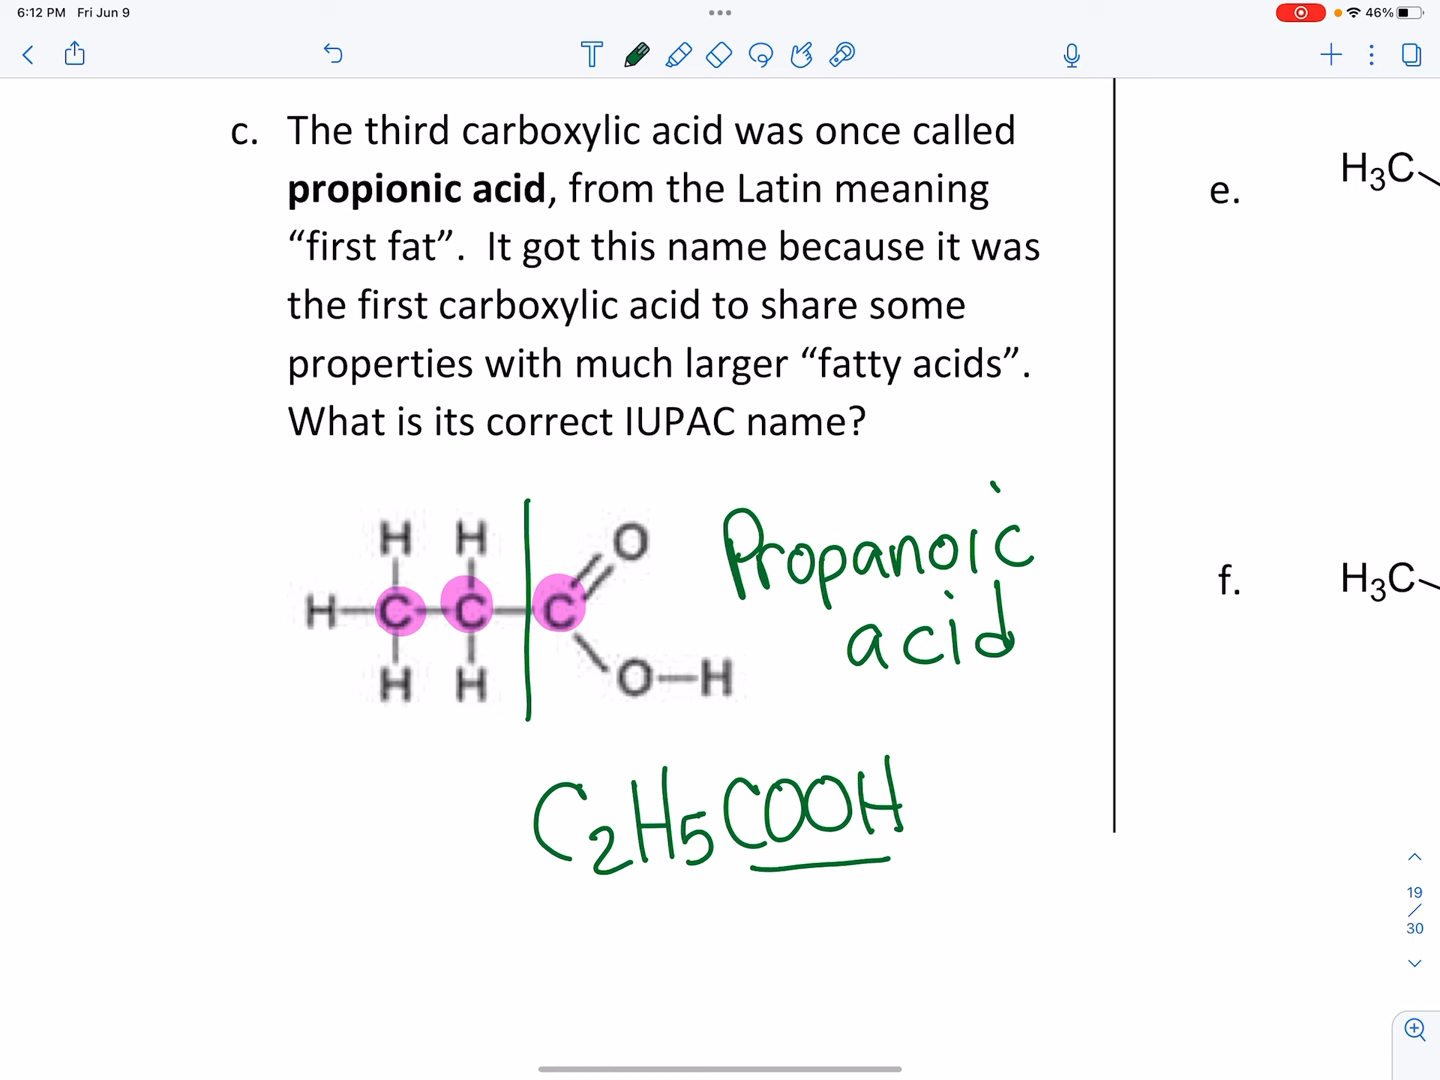 6:12 PM Fri Jun 9
46%
T
c. The third carboxylic acid was once called
propionic acid, from the Latin meaning
“first fat”. It got this name because it was
the first carboxylic acid to share some
properties with much larger “fatty acids”.
What is its correct IUPAC name?
H H O
H C C C
H H O H
Propanoic
acid
C₂H₅COOH
e. H₃C
f. H₃C
19
/
30